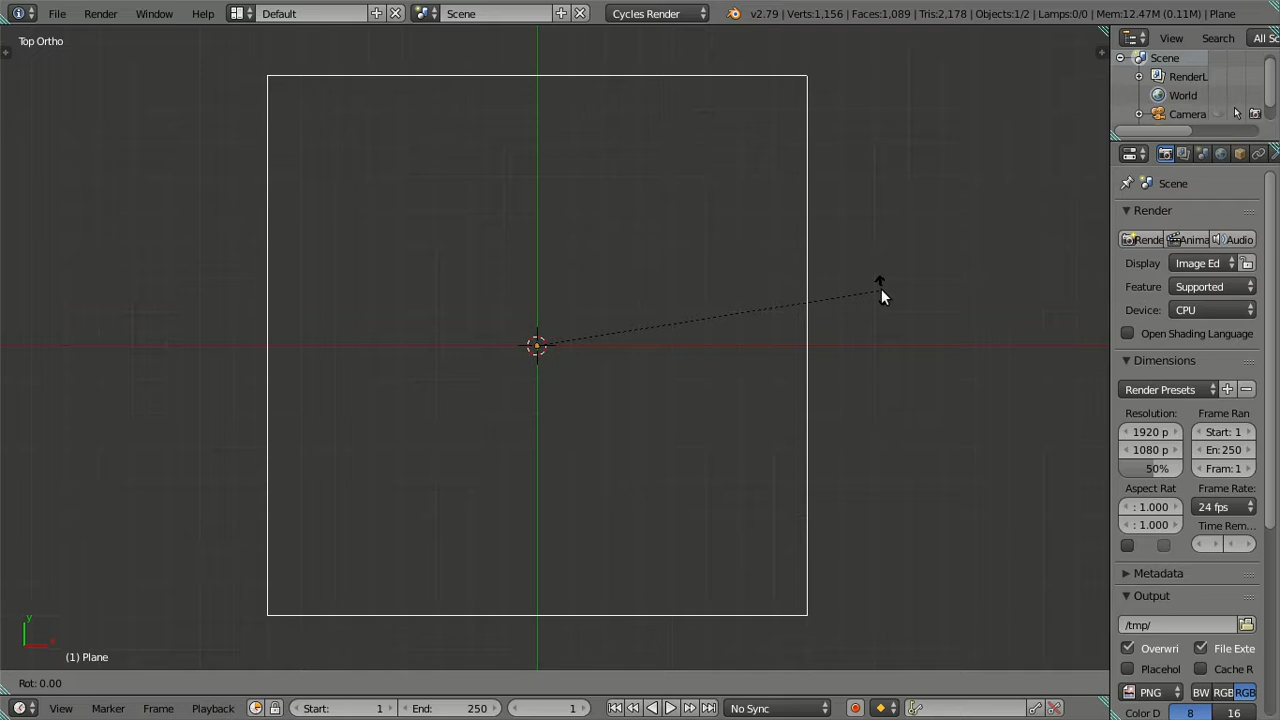 File Render Window Help Default Scene Cycles Render v2.79 | Verts:1,156 | Faces:1,089 | Tris:2,178 | Objects:1/2 | Lamps:0/0 | Mem:12.47M (0.11M) | Plane
Top Ortho
View Search All Sc
Scene
RenderL
World
Camera
Scene
Render
Rende Anima Audio
Display Image Ed
Feature Supported
Device: CPU
Open Shading Language
Dimensions
Render Presets
Resolution: Frame Ran
1920 p Start: 1
1080 p En: 250
50% Fram: 1
Aspect Rat Frame Rate:
: 1.000 24 fps
: 1.000 Time Rem...
Metadata
Output
/tmp/
Overwri File Exte
Placehol Cache R
PNG BW RGB RGB
Color D 8 16
y
x
(1) Plane
Rot: 0.00
View Marker Frame Playback Start: 1 End: 250 1 No Sync